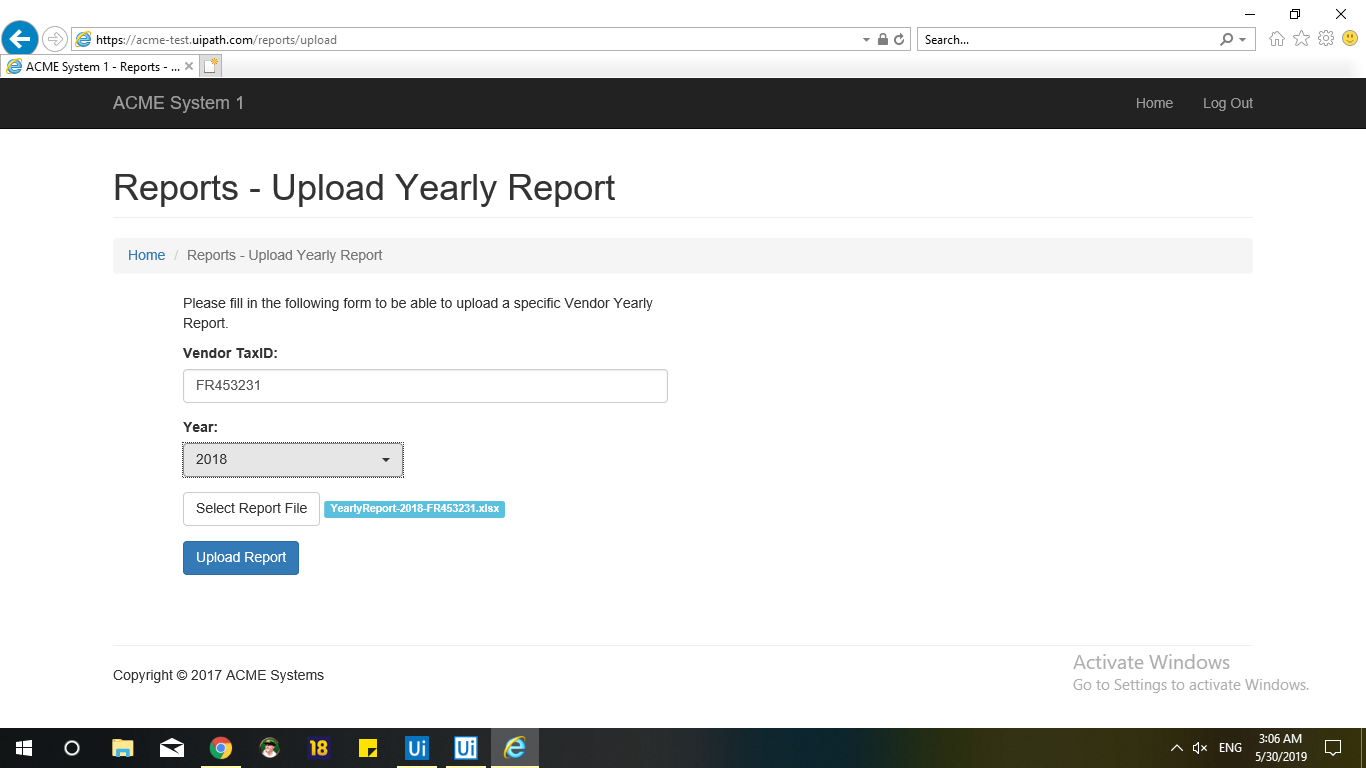 https://acme-test.uipath.com/reports/upload
Search...
ACME System 1 - Reports - ...
ACME System 1
Home
Log Out
Reports - Upload Yearly Report
Home / Reports - Upload Yearly Report
Please fill in the following form to be able to upload a specific Vendor Yearly
Report.
Vendor TaxID:
FR453231
Year:
2018
Select Report File YearlyReport-2018-FR453231.xlsx
Upload Report
Copyright © 2017 ACME Systems
Activate Windows
Go to Settings to activate Windows.
18
Ui
Ui
ENG
3:06 AM
5/30/2019